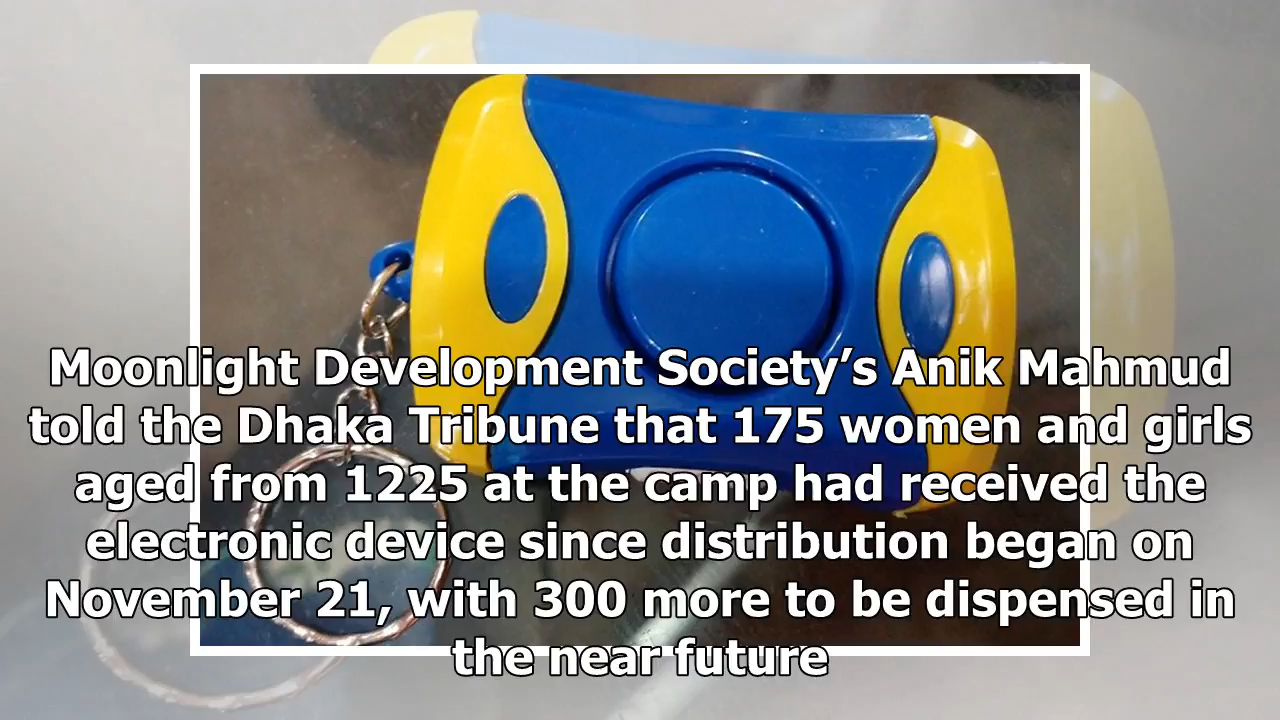 Moonlight Development Society’s Anik Mahmud
told the Dhaka Tribune that 175 women and girls
aged from 1225 at the camp had received the
electronic device since distribution began on
November 21, with 300 more to be dispensed in
the near future